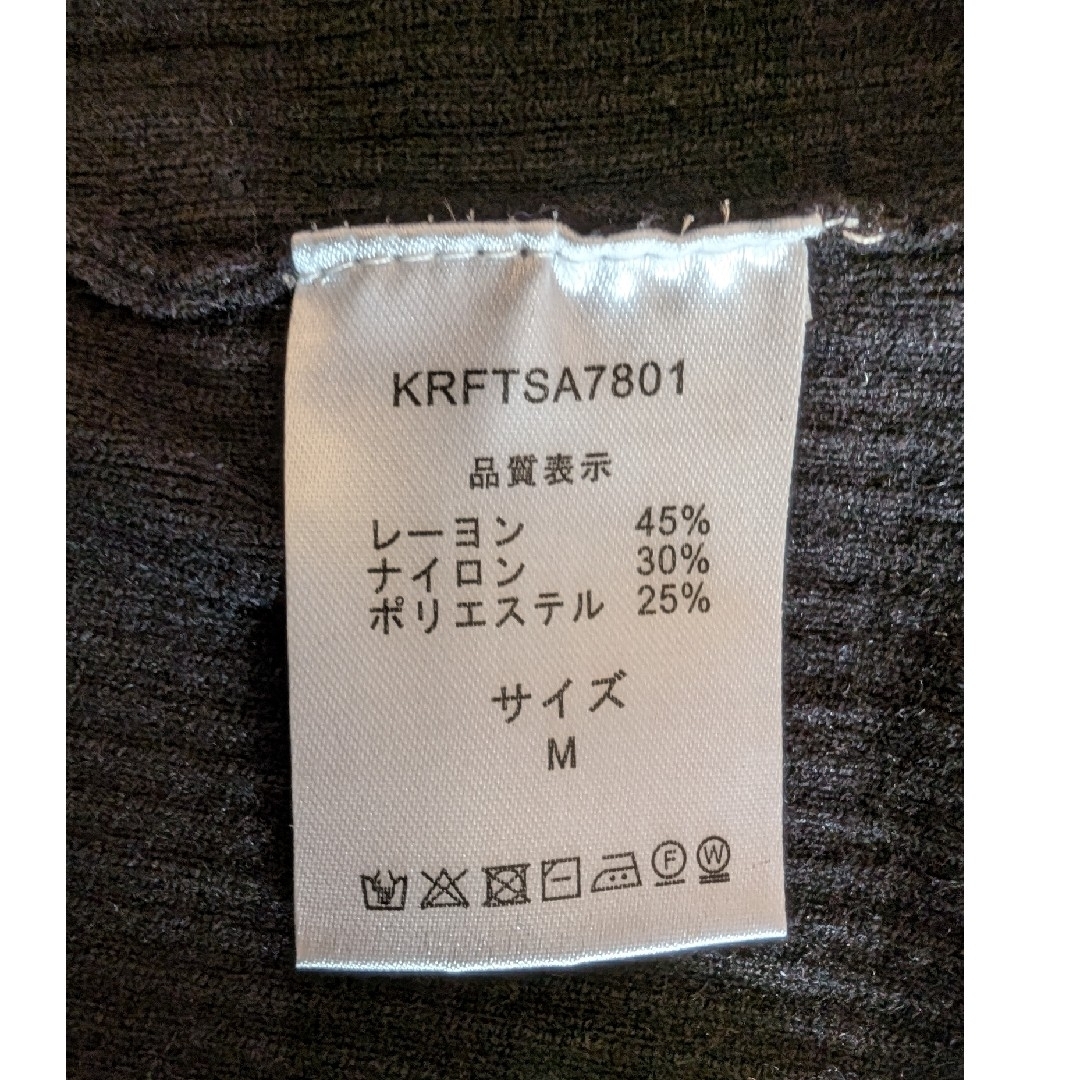 KRFTSA7801
品質表示
レーヨン 45%
ナイロン 30%
ポリエステル 25%
サイズ
M
F W